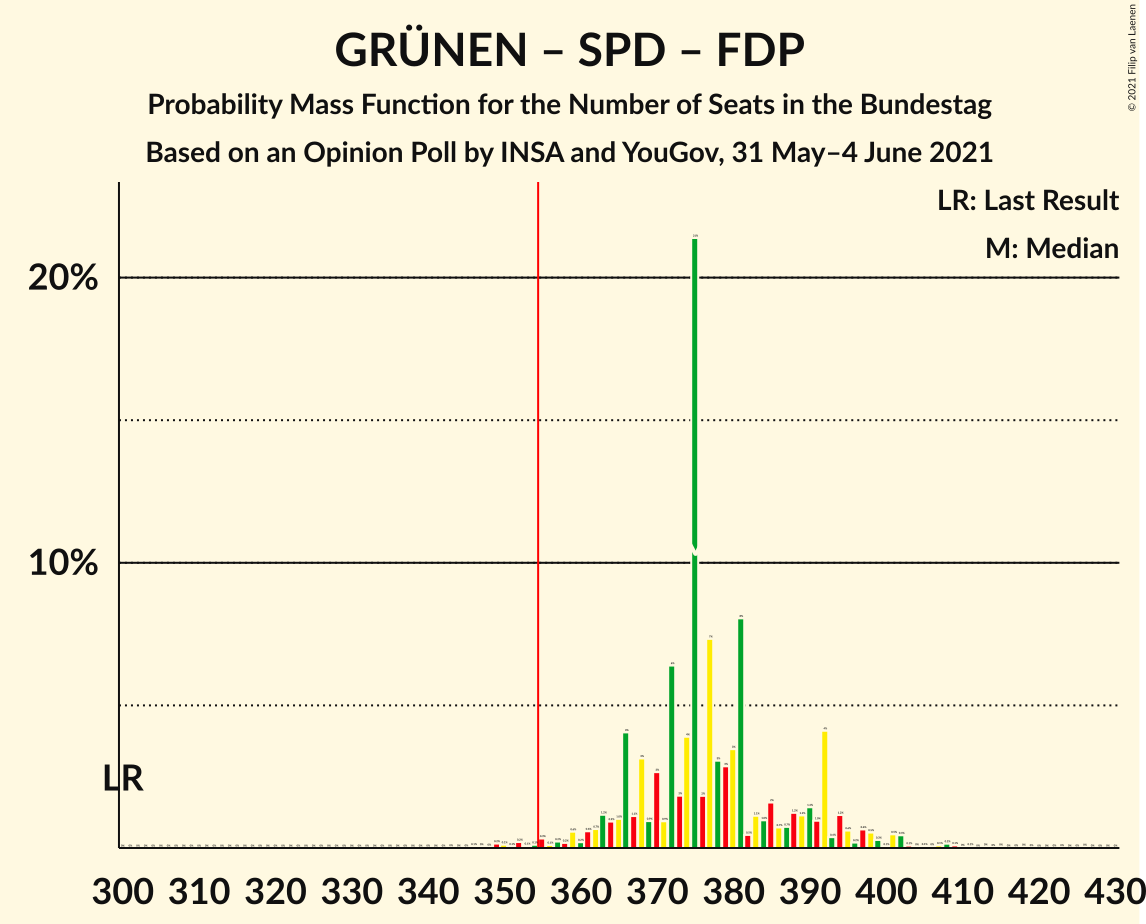 GRÜNEN – SPD – FDP
Probability Mass Function for the Number of Seats in the Bundestag
Based on an Opinion Poll by INSA and YouGov, 31 May–4 June 2021
© 2021 Filip van Laenen
LR: Last Result
M: Median
20%
10%
LR
300 310 320 330 340 350 360 370 380 390 400 410 420 430